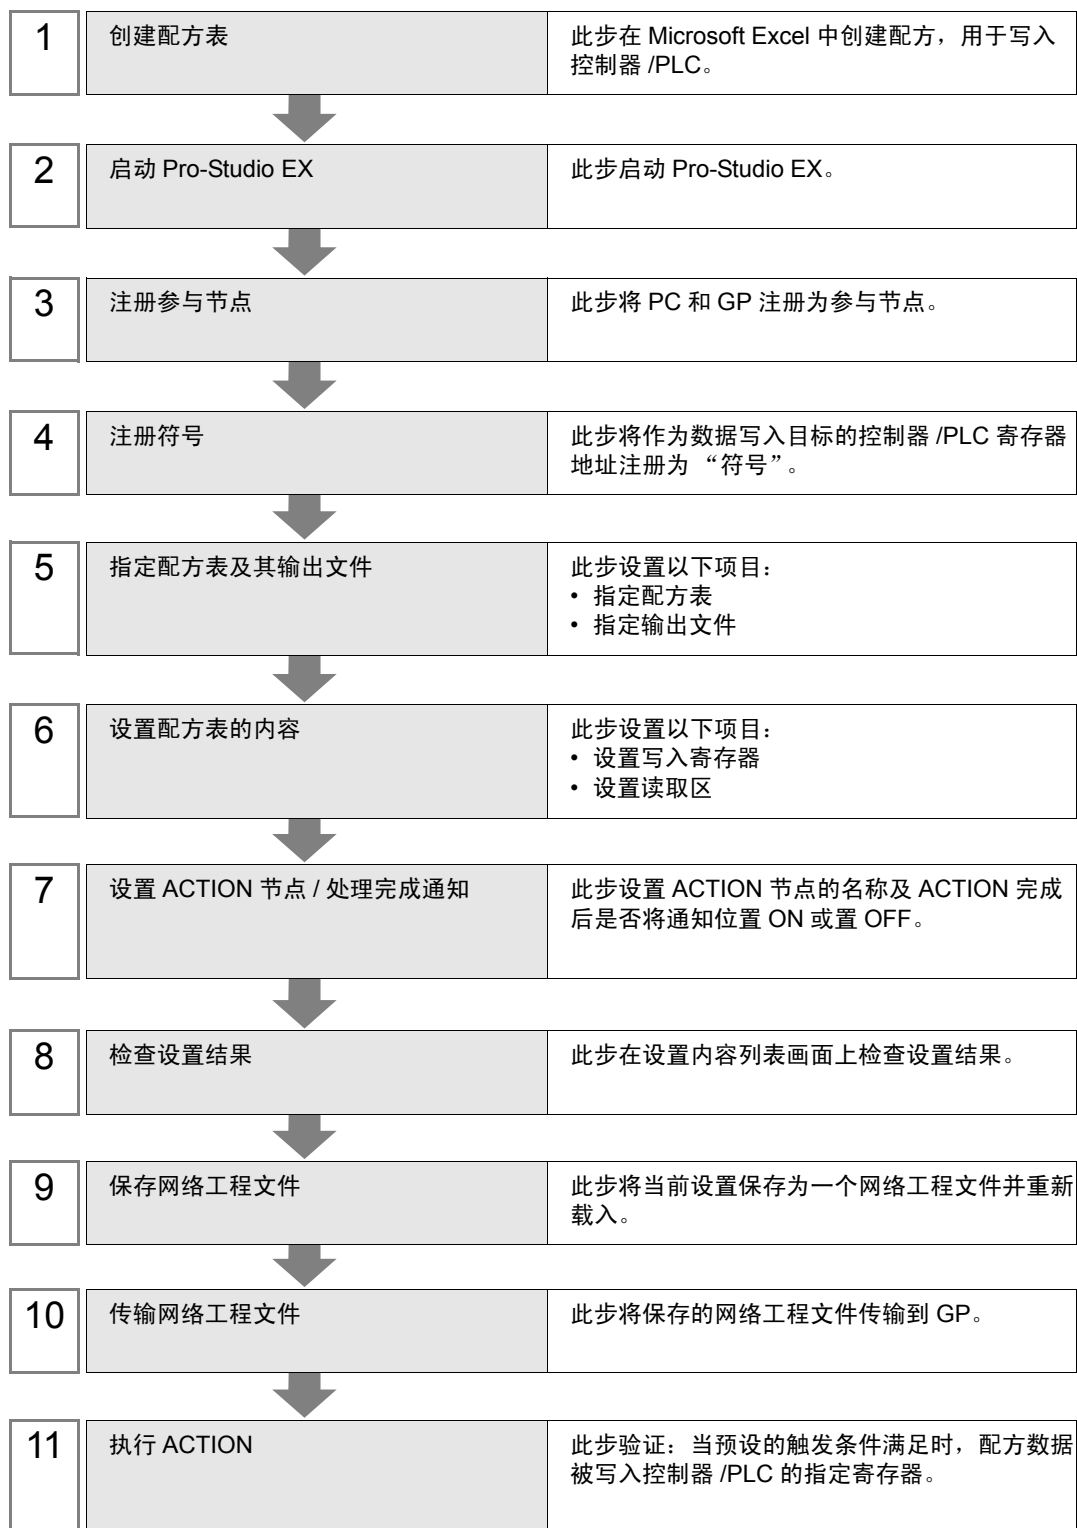 1
创建配方表
此步在 Microsoft Excel 中创建配方，用于写入
控制器 /PLC。
2
启动 Pro-Studio EX
此步启动 Pro-Studio EX。
3
注册参与节点
此步将 PC 和 GP 注册为参与节点。
4
注册符号
此步将作为数据写入目标的控制器 /PLC 寄存器
地址注册为 “符号”。
5
指定配方表及其输出文件
此步设置以下项目：
• 指定配方表
• 指定输出文件
6
设置配方表的内容
此步设置以下项目：
• 设置写入寄存器
• 设置读取区
7
设置 ACTION 节点 / 处理完成通知
此步设置 ACTION 节点的名称及 ACTION 完成
后是否将通知位置 ON 或置 OFF。
8
检查设置结果
此步在设置内容列表画面上检查设置结果。
9
保存网络工程文件
此步将当前设置保存为一个网络工程文件并重新
载入。
10
传输网络工程文件
此步将保存的网络工程文件传输到 GP。
11
执行 ACTION
此步验证：当预设的触发条件满足时，配方数据
被写入控制器 /PLC 的指定寄存器。